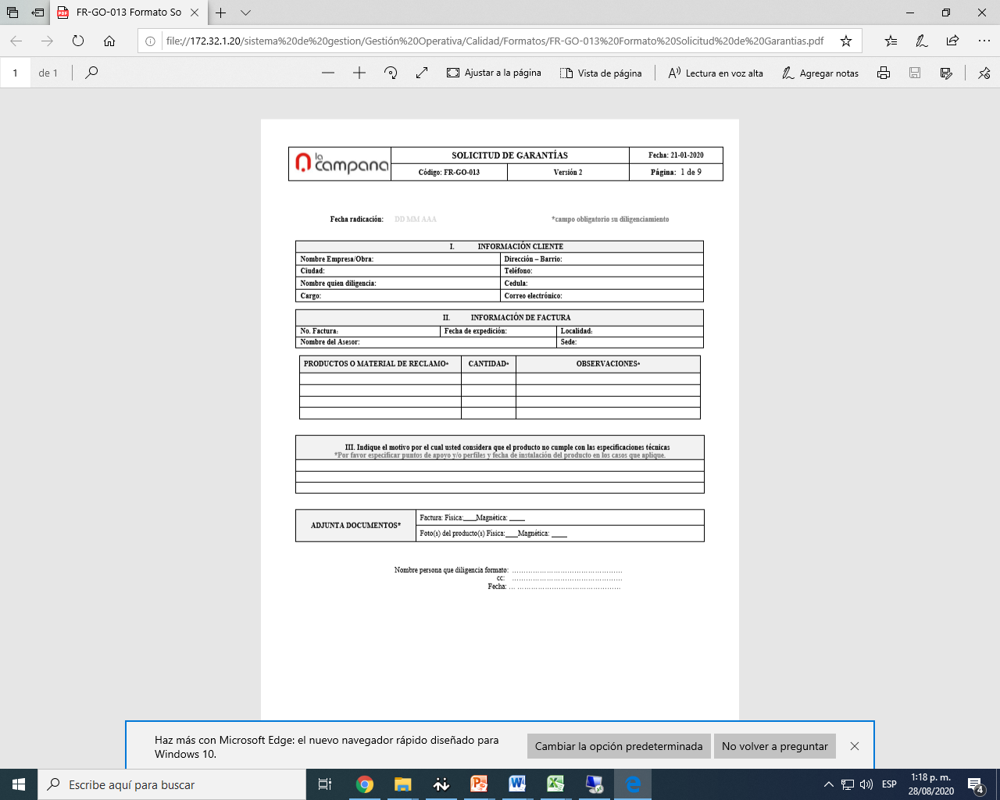 FR-GO-013 Formato So
file://172.32.1.20/sistema%20de%20gestion/Gestión%20Operativa/Calidad/Formatos/FR-GO-013%20Formato%20Solicitud%20de%20Garantias.pdf
1 de 1
Ajustar a la página
Vista de página
Lectura en voz alta
Agregar notas
la campana
SOLICITUD DE GARANTÍAS
Fecha: 21-01-2020
Código: FR-GO-013
Versión 2
Página: 1 de 9
Fecha radicación: DD MM AAA
*campo obligatorio su diligenciamiento
I. INFORMACIÓN CLIENTE
Nombre Empresa/Obra:
Dirección – Barrio:
Ciudad:
Teléfono:
Nombre quien diligencia:
Cedula:
Cargo:
Correo electrónico:
II. INFORMACIÓN DE FACTURA
No. Factura:
Fecha de expedición:
Localidad:
Nombre del Asesor:
Sede:
PRODUCTOS O MATERIAL DE RECLAMO*
CANTIDAD*
OBSERVACIONES*
III. Indique el motivo por el cual usted considera que el producto no cumple con las especificaciones técnicas
*Por favor especificar puntos de apoyo y/o perfiles y fecha de instalación del producto en los casos que aplique.
ADJUNTA DOCUMENTOS*
Factura: Física:____Magnética: ____
Foto(s) del producto(s) Física:____Magnética: ____
Nombre persona que diligencia formato: ................................................
cc: ................................................
Fecha: ... .............................................
Haz más con Microsoft Edge: el nuevo navegador rápido diseñado para
Windows 10.
Cambiar la opción predeterminada
No volver a preguntar
Escribe aquí para buscar
ESP
1:18 p. m.
28/08/2020
4